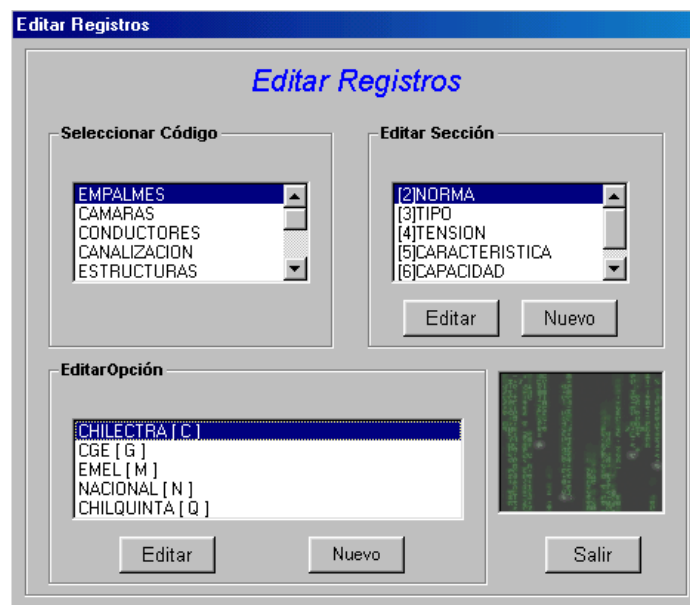 Editar Registros
Editar Registros
Seleccionar Código
EMPALMES
CAMARAS
CONDUCTORES
CANALIZACION
ESTRUCTURAS
Editar Sección
[2]NORMA
[3]TIPO
[4]TENSION
[5]CARACTERISTICA
[6]CAPACIDAD
Editar
Nuevo
EditarOpción
CHILECTRA [ C ]
CGE [ G ]
EMEL [ M ]
NACIONAL [ N ]
CHILQUINTA [ Q ]
Editar
Nuevo
Salir